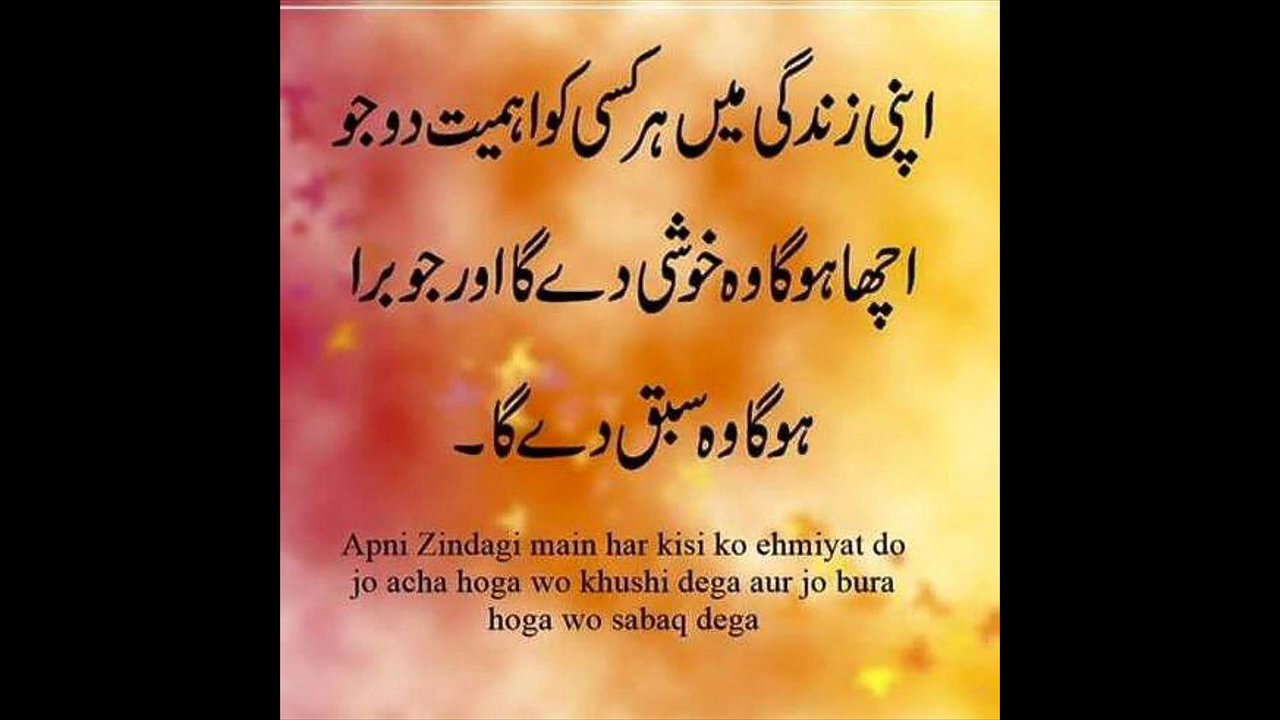 اپنی زندگی میں ہر کسی کو اہمیت دو جو
اچھا ہوگا وہ خوشی دے گا اور جو برا
ہوگا وہ سبق دے گا۔
Apni Zindagi main har kisi ko ehmiyat do
jo acha hoga wo khushi dega aur jo bura
hoga wo sabaq dega